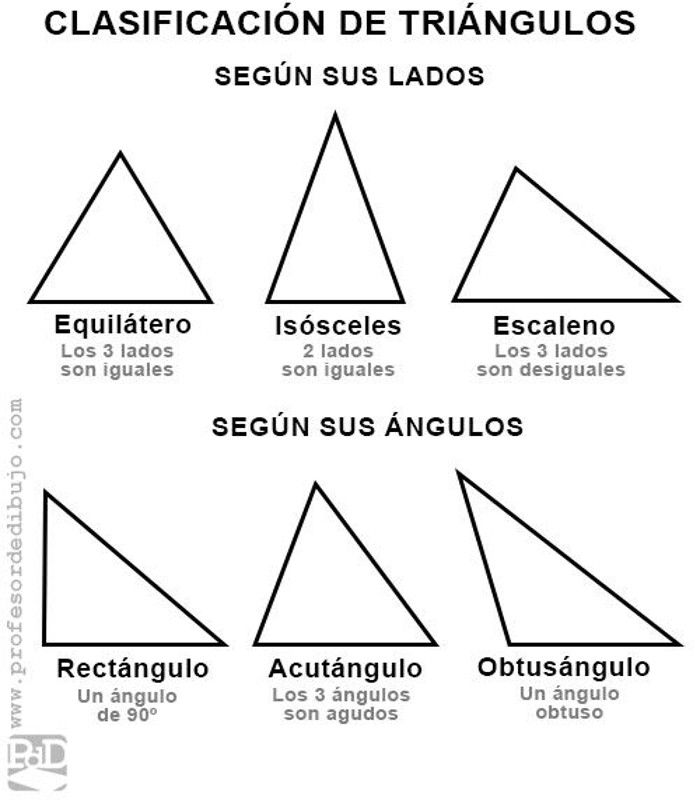 CLASIFICACIÓN DE TRIÁNGULOS
SEGÚN SUS LADOS
Equilátero
Los 3 lados
son iguales
Isósceles
2 lados
son iguales
Escaleno
Los 3 lados
son desiguales
SEGÚN SUS ÁNGULOS
Rectángulo
Un ángulo
de 90º
Acutángulo
Los 3 ángulos
son agudos
Obtusángulo
Un ángulo
obtuso
www.profesordedibujo.com
PdD